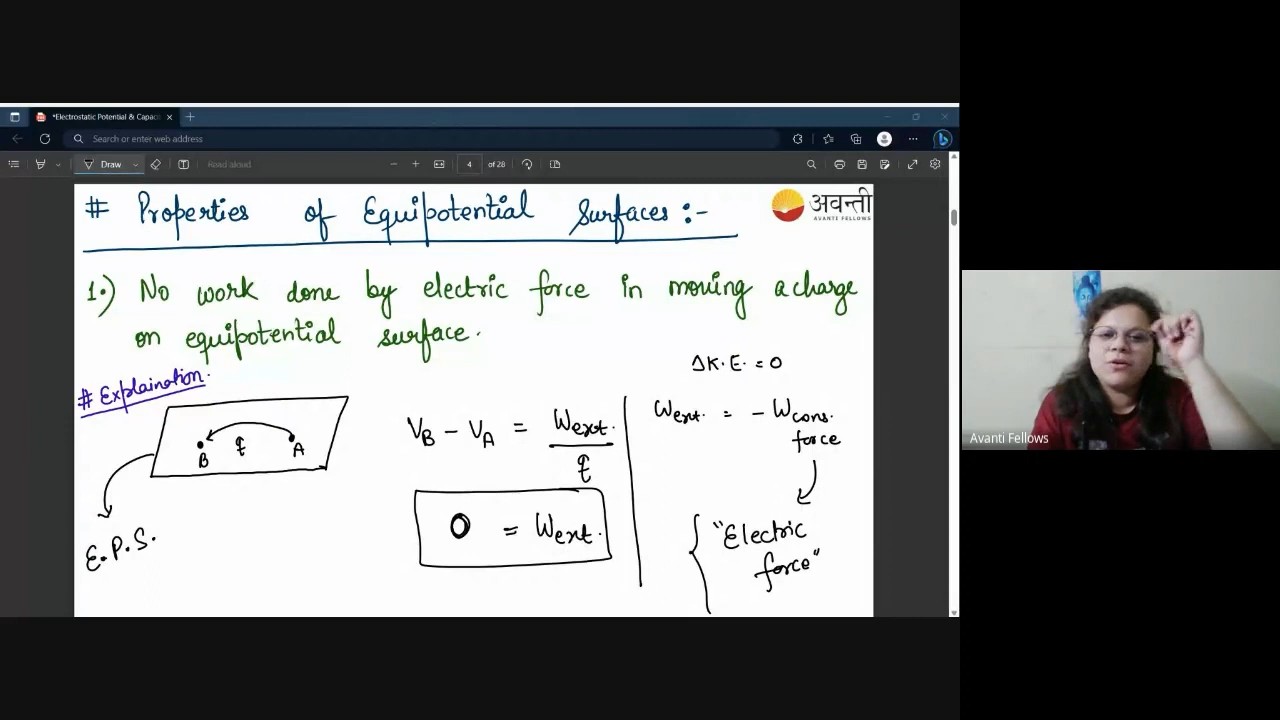 *Electrostatic Potential & Capac
Search or enter web address
Draw
Read aloud
4 of 28
# Properties of Equipotential Surfaces :-
अवन्ती
AVANTI FELLOWS
1.) No work done by electric force in moving a charge
on equipotential surface.
# Explaination.
B q A
E.P.S.
V_B - V_A = Wext. / q
0 = Wext.
ΔK.E. = 0
Wext. = - Wcons. force
"Electric
force"
Avanti Fellows